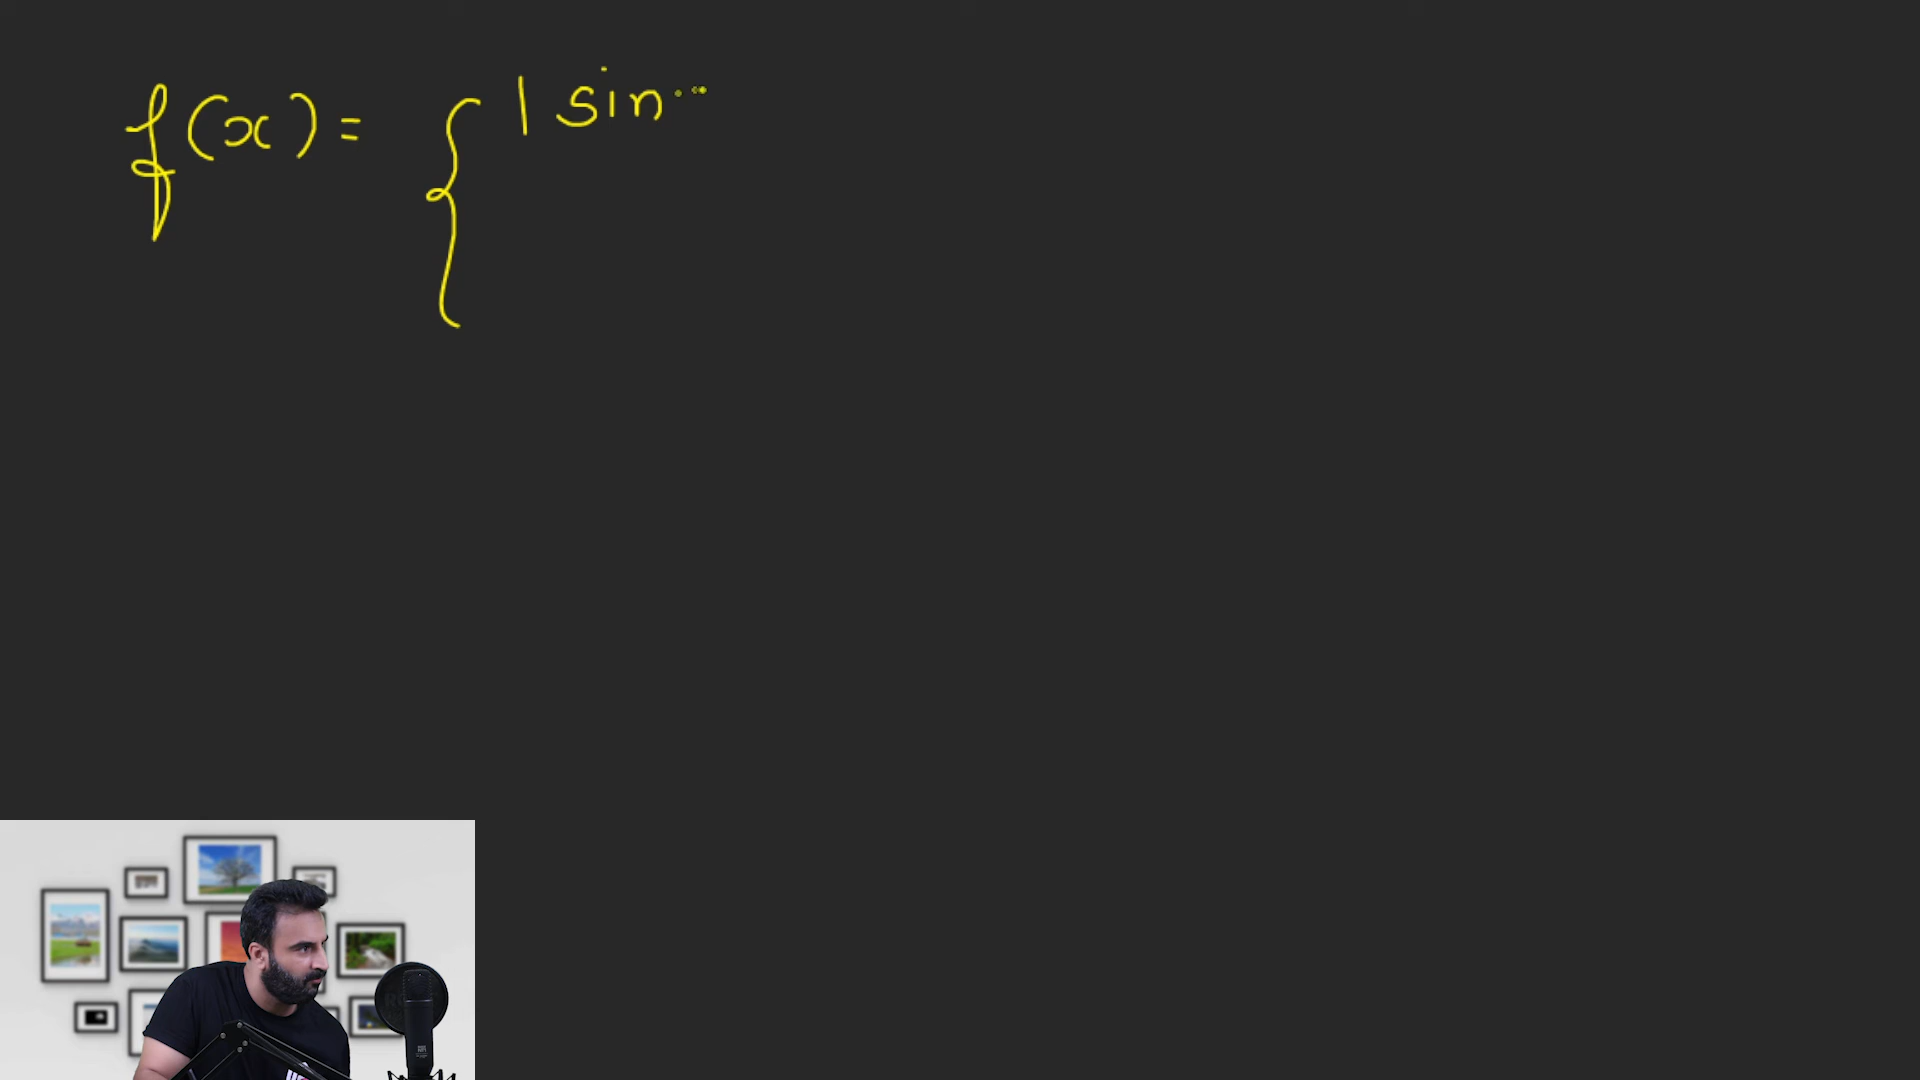 f(x) = { | sin